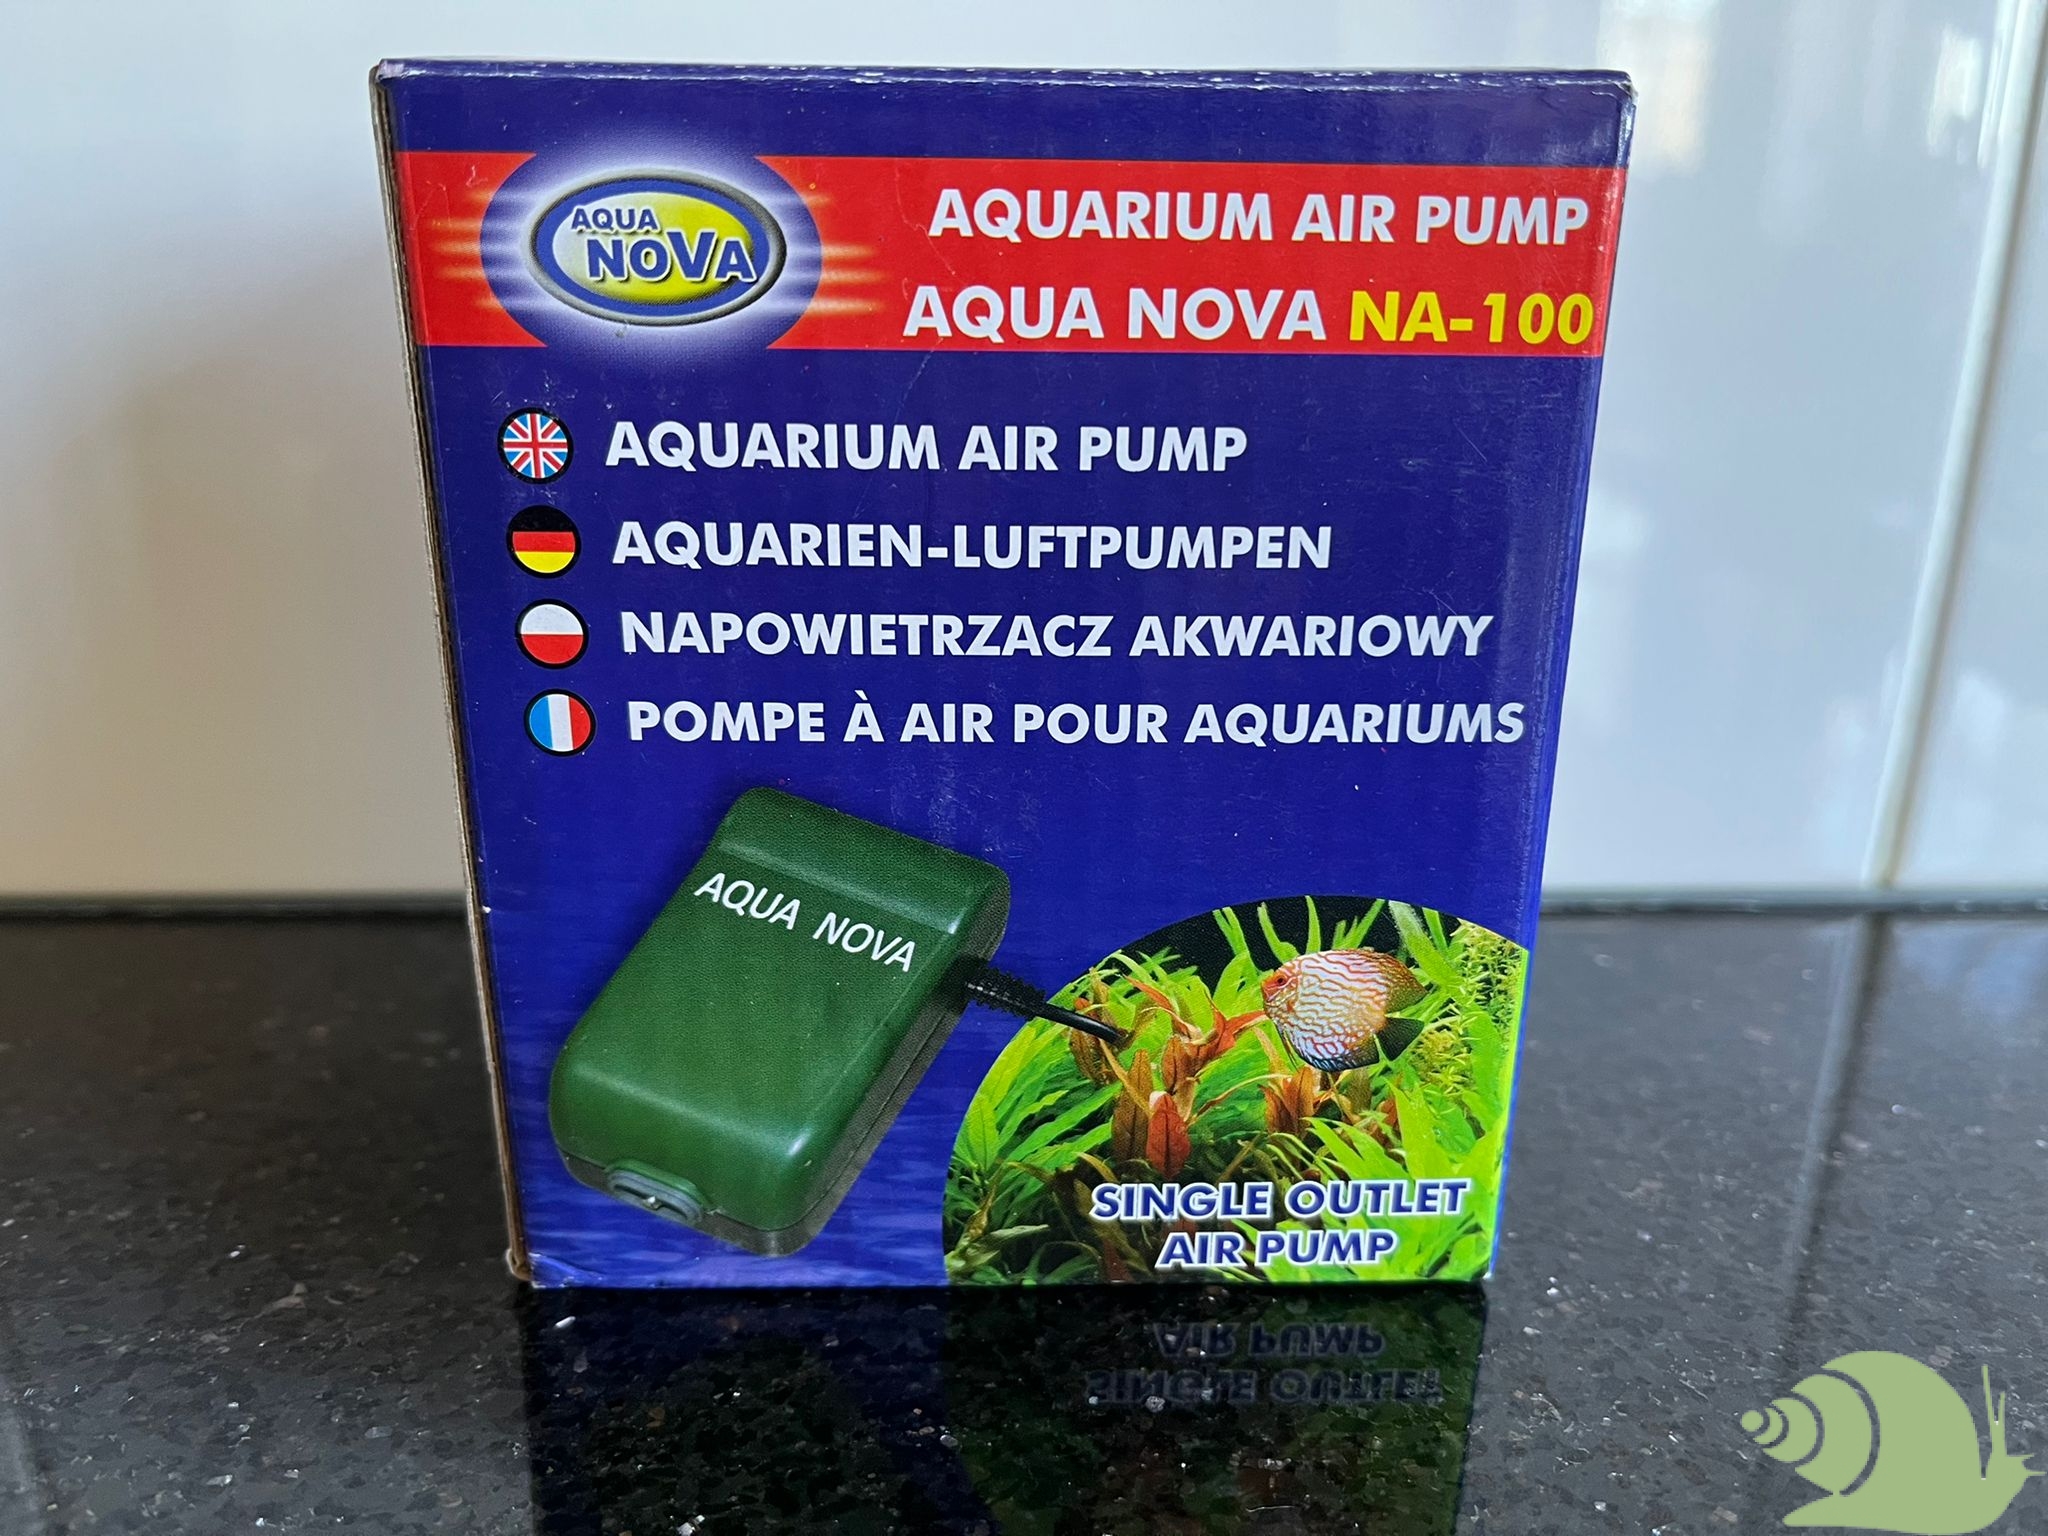 AQUA
NOVA
AQUARIUM AIR PUMP
AQUA NOVA NA-100
AQUARIUM AIR PUMP
AQUARIEN-LUFTPUMPEN
NAPOWIETRZACZ AKWARIOWY
POMPE À AIR POUR AQUARIUMS
AQUA NOVA
SINGLE OUTLET
AIR PUMP